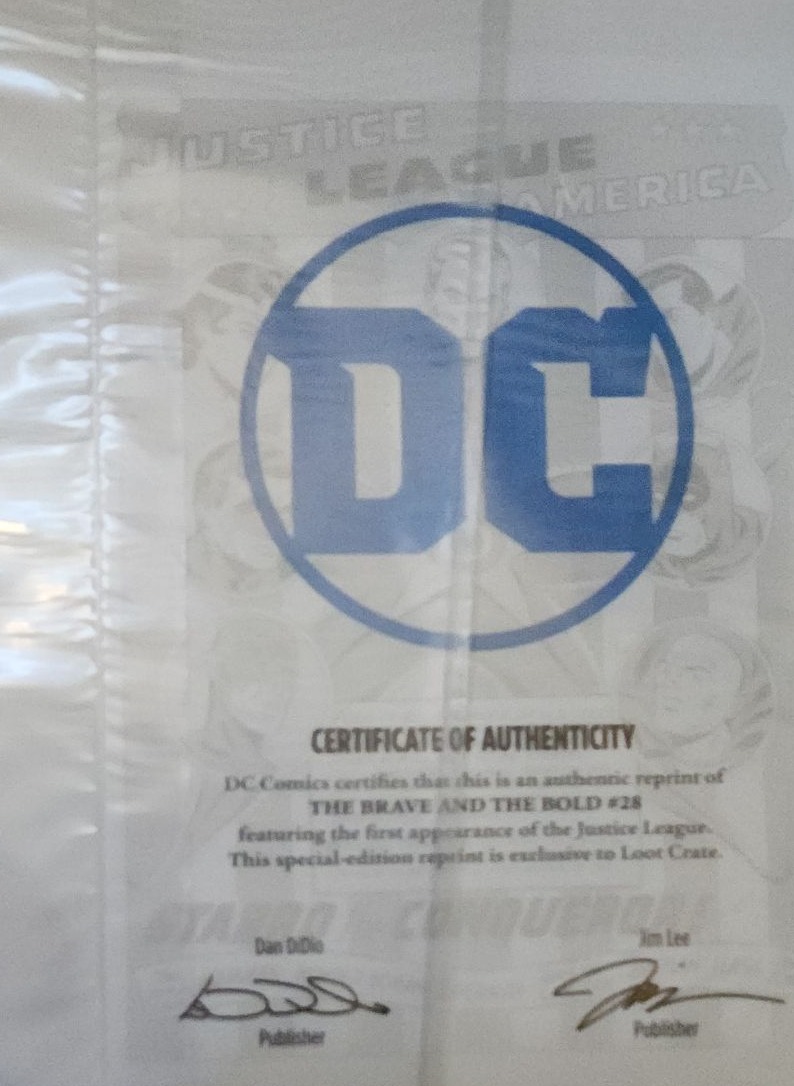 JUSTICE
LEAGUE
AMERICA
DC
CERTIFICATE OF AUTHENTICITY
DC Comics certifies that this is an authentic reprint of
THE BRAVE AND THE BOLD #28
featuring the first appearance of the Justice League.
This special-edition reprint is exclusive to Loot Crate.
STARRO CONQUEROR
Dan DiDio
Jim Lee
Publisher
Publisher